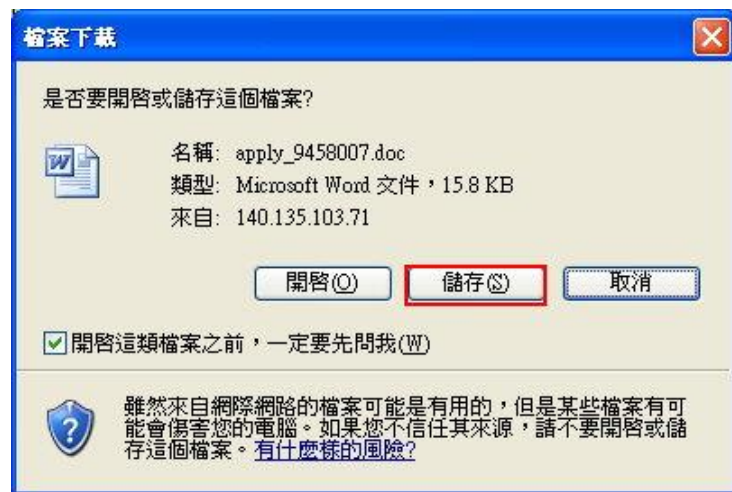 檔案下載
是否要開啓或儲存這個檔案?
名稱: apply_9458007.doc
類型: Microsoft Word 文件，15.8 KB
來自: 140.135.103.71
開啓(O) 儲存(S) 取消
開啓這類檔案之前，一定要先問我(W)
雖然來自網際網路的檔案可能是有用的，但是某些檔案有可
能會傷害您的電腦。如果您不信任其來源，請不要開啓或儲
存這個檔案。有什麼樣的風險?